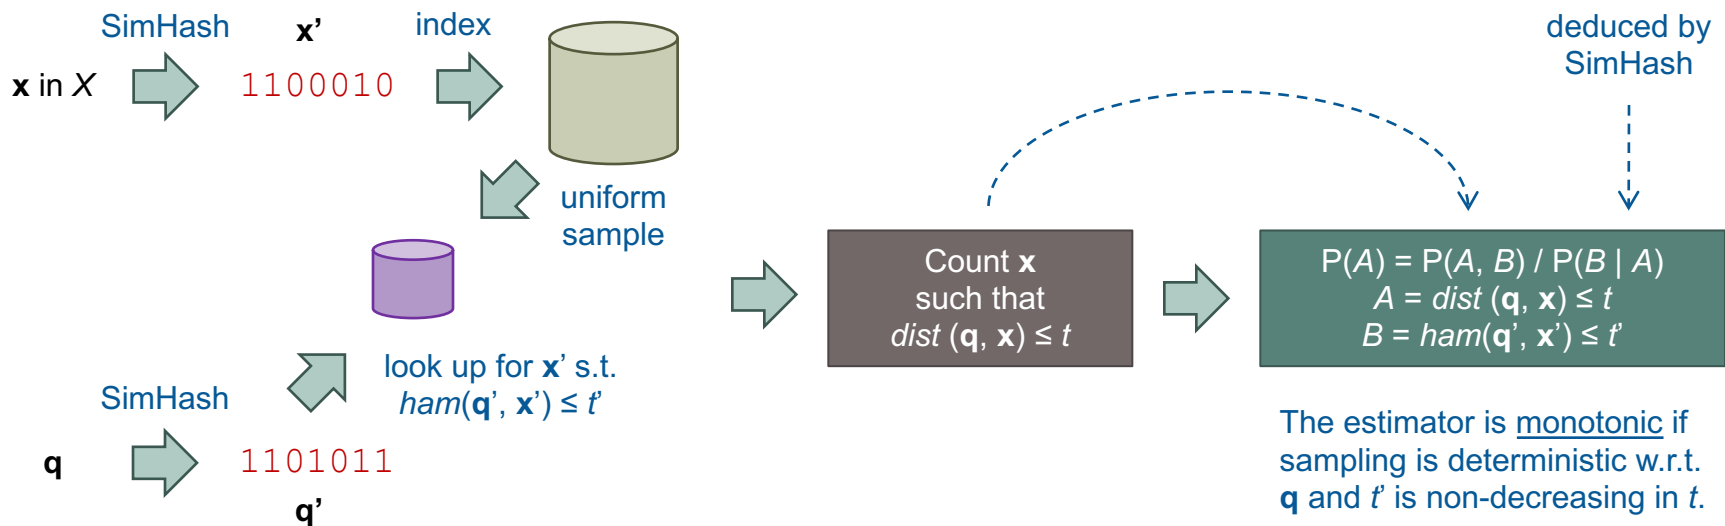 SimHash
x in X
x’
1100010
index
uniform
sample
look up for x’ s.t.
ham(q’, x’) ≤ t’
SimHash
q
1101011
q’
Count x
such that
dist (q, x) ≤ t
deduced by
SimHash
P(A) = P(A, B) / P(B | A)
A = dist (q, x) ≤ t
B = ham(q’, x’) ≤ t’
The estimator is monotonic if
sampling is deterministic w.r.t.
q and t’ is non-decreasing in t.